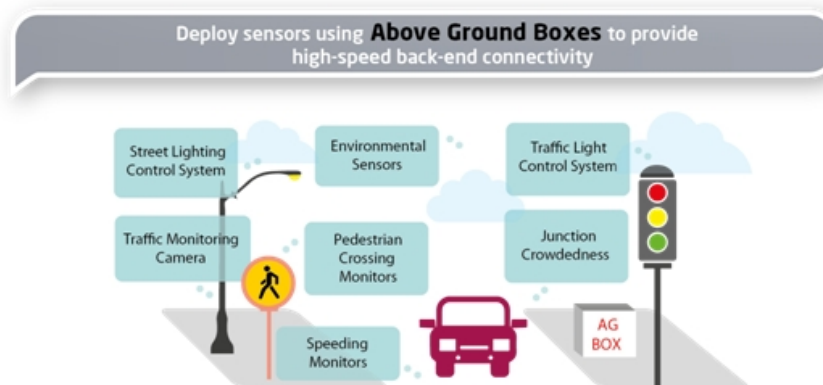 Deploy sensors using Above Ground Boxes to provide
high-speed back-end connectivity
Street Lighting
Control System
Environmental
Sensors
Traffic Light
Control System
Traffic Monitoring
Camera
Pedestrian
Crossing
Monitors
Junction
Crowdedness
Speeding
Monitors
AG
BOX